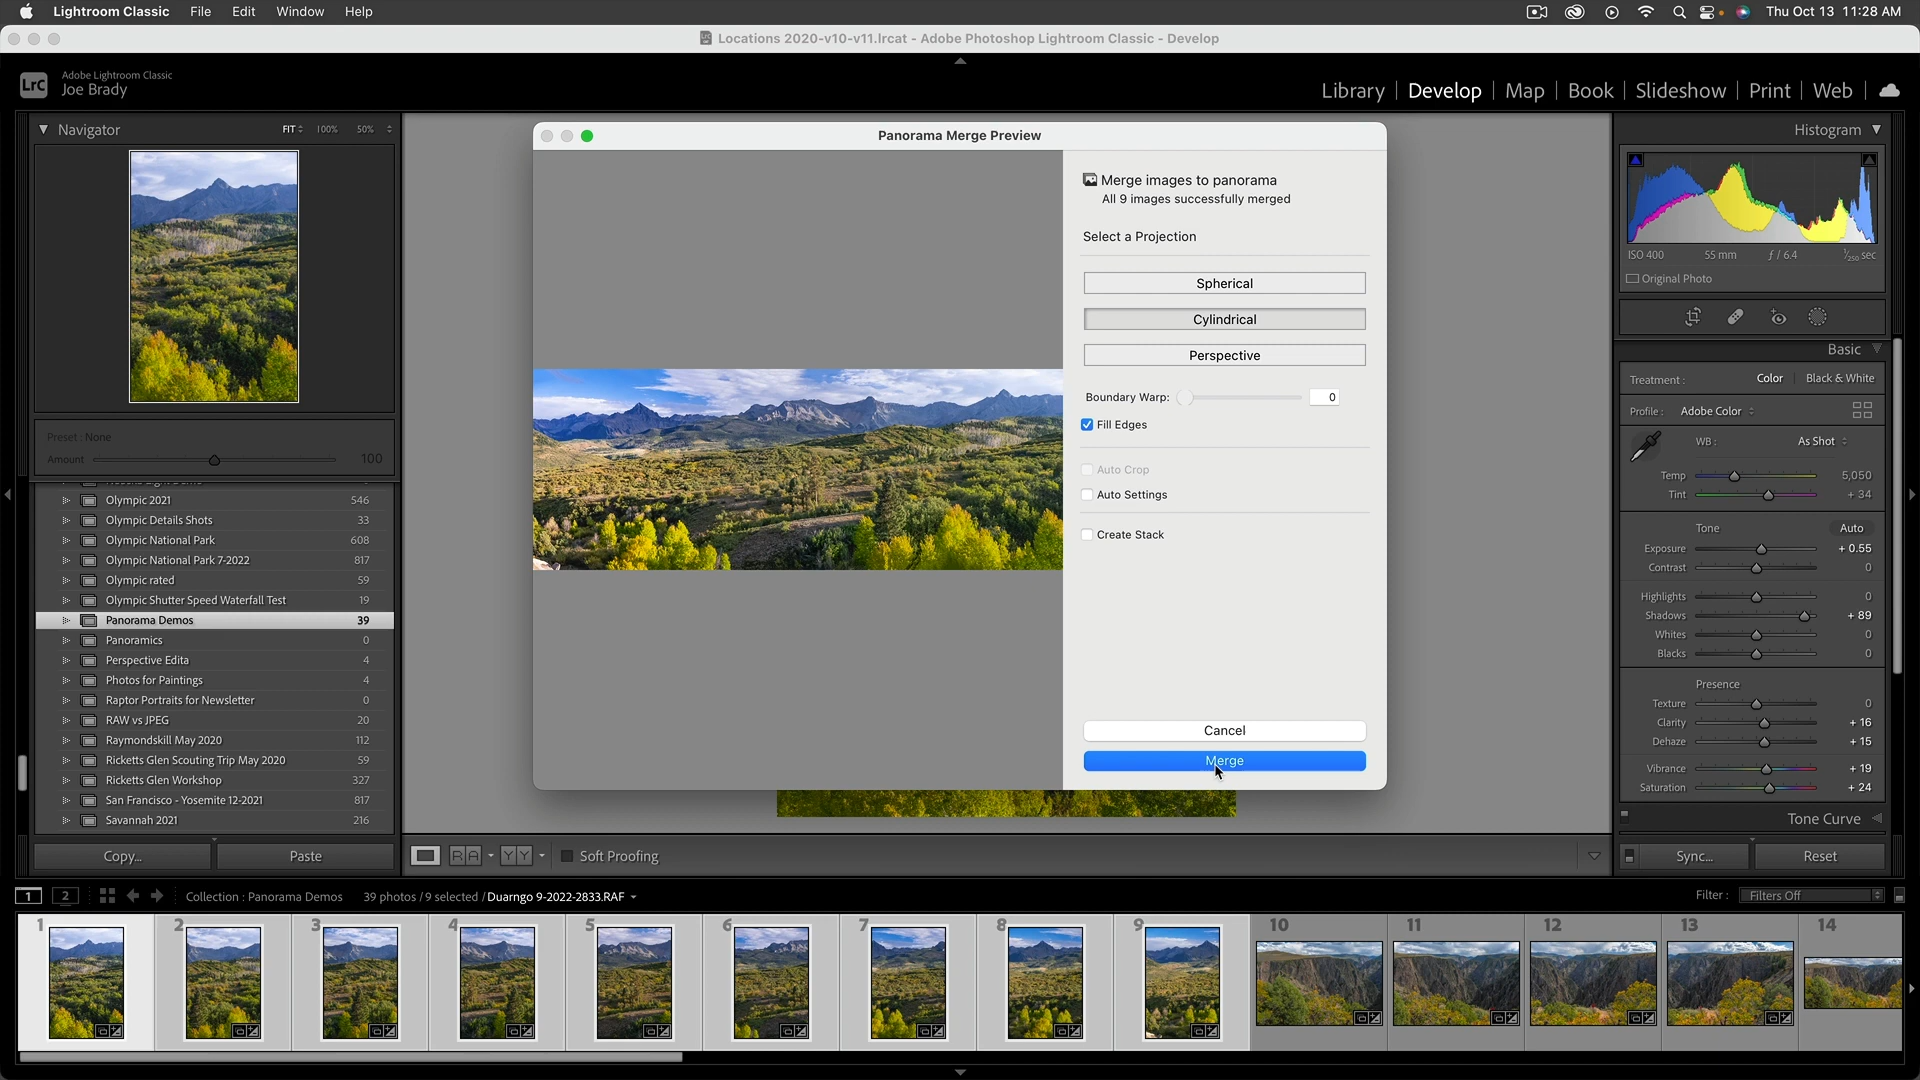 Lightroom Classic File Edit Window Help
Thu Oct 13 11:28 AM
Locations 2020-v10-v11.lrcat - Adobe Photoshop Lightroom Classic - Develop
LrC
Adobe Lightroom Classic
Joe Brady
Library | Develop | Map | Book | Slideshow | Print | Web
Navigator
FIT 100% 50%
Preset : None
Amount 100
Olympic 2021 546
Olympic Details Shots 33
Olympic National Park 608
Olympic National Park 7-2022 817
Olympic rated 59
Olympic Shutter Speed Waterfall Test 19
Panorama Demos 39
Panoramics 0
Perspective Edita 4
Photos for Paintings 4
Raptor Portraits for Newsletter 0
RAW vs JPEG 20
Raymondskill May 2020 112
Ricketts Glen Scouting Trip May 2020 59
Ricketts Glen Workshop 327
San Francisco - Yosemite 12-2021 817
Savannah 2021 216
Copy... Paste
Panorama Merge Preview
Merge images to panorama
All 9 images successfully merged
Select a Projection
Spherical
Cylindrical
Perspective
Boundary Warp: 0
Fill Edges
Auto Crop
Auto Settings
Create Stack
Cancel
Merge
Histogram
ISO 400 55 mm ƒ / 6.4 1/250 sec
Original Photo
Basic
Treatment : Color | Black & White
Profile : Adobe Color
WB : As Shot
Temp 5,050
Tint + 34
Tone Auto
Exposure + 0.55
Contrast 0
Highlights 0
Shadows + 89
Whites 0
Blacks 0
Presence
Texture 0
Clarity + 16
Dehaze + 15
Vibrance + 19
Saturation + 24
Tone Curve
Sync... Reset
R A Y Y Soft Proofing
1 2 Collection : Panorama Demos 39 photos / 9 selected / Duarngo 9-2022-2833.RAF
Filter : Filters Off
1 2 3 4 5 6 7 8 9 10 11 12 13 14